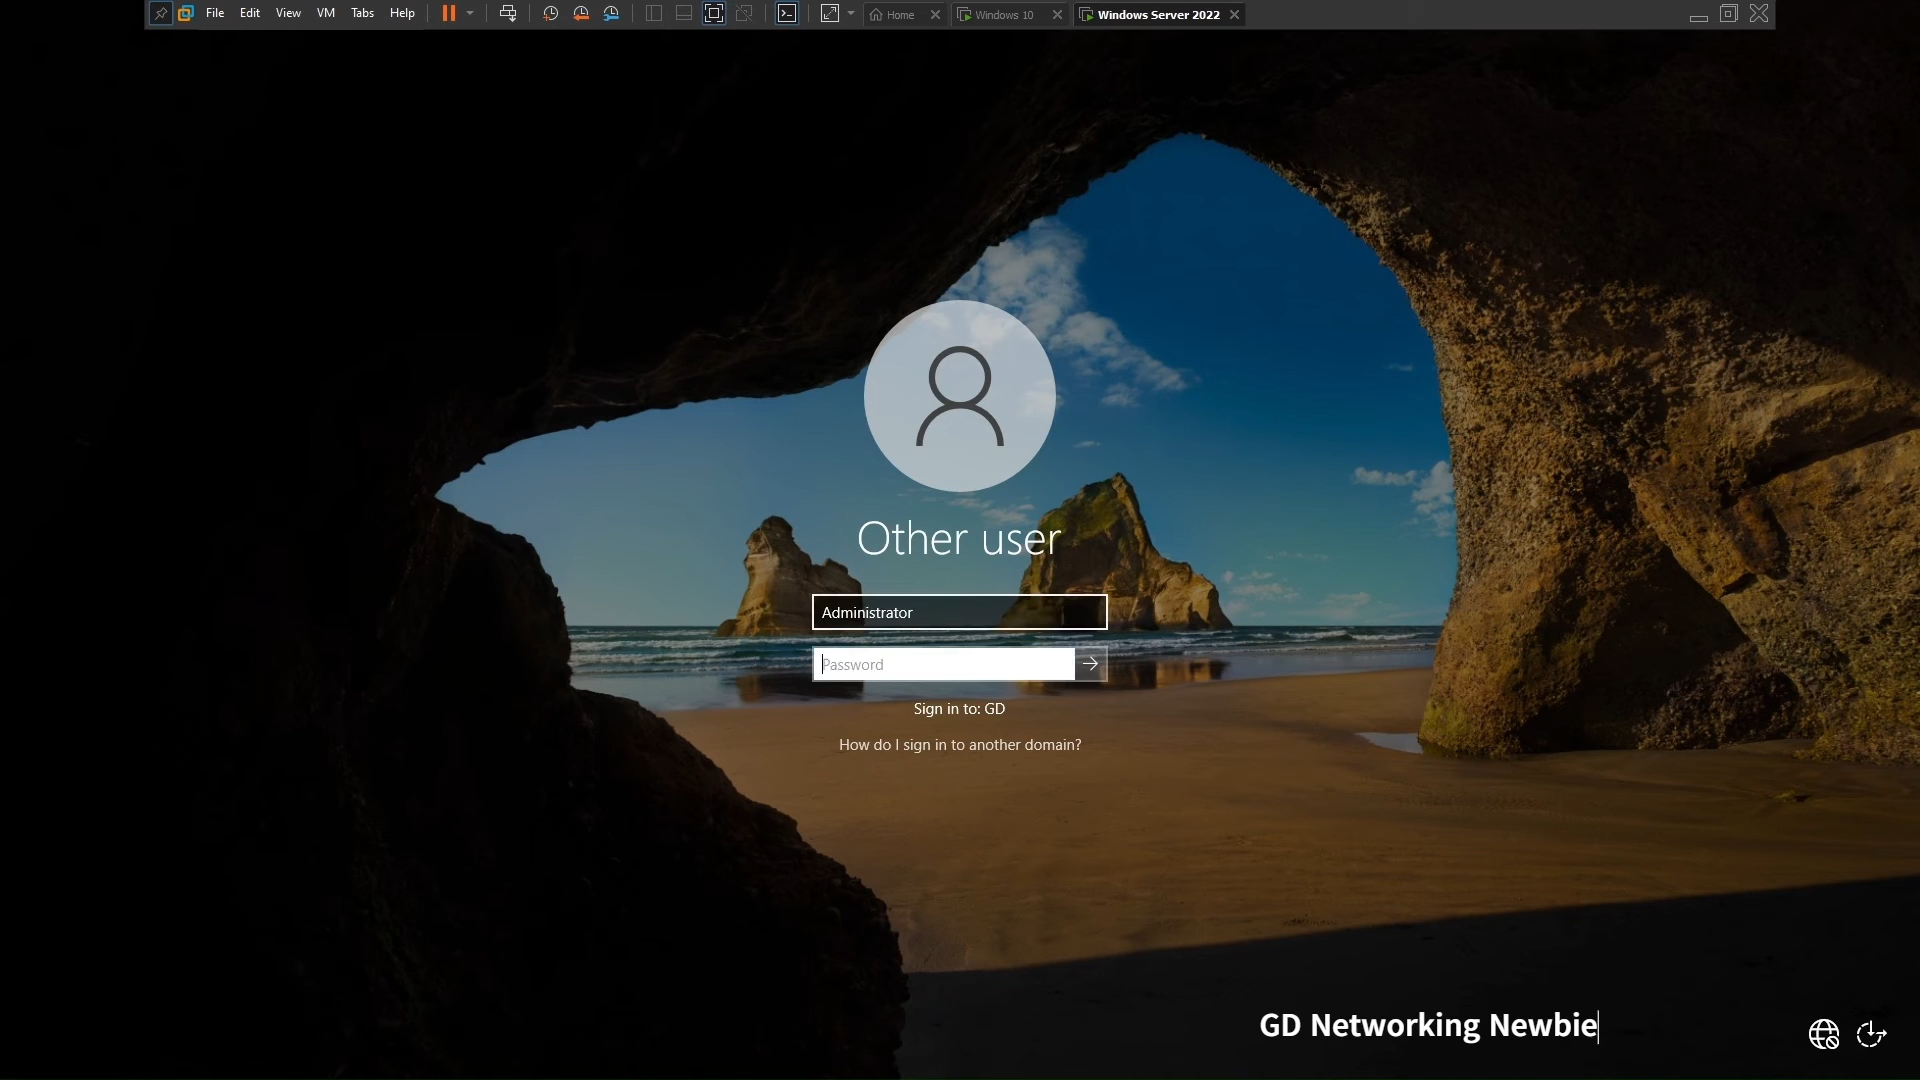 File Edit View VM Tabs Help Home Windows 10 Windows Server 2022
Other user
Administrator
Password
Sign in to: GD
How do I sign in to another domain?
GD Networking Newbie